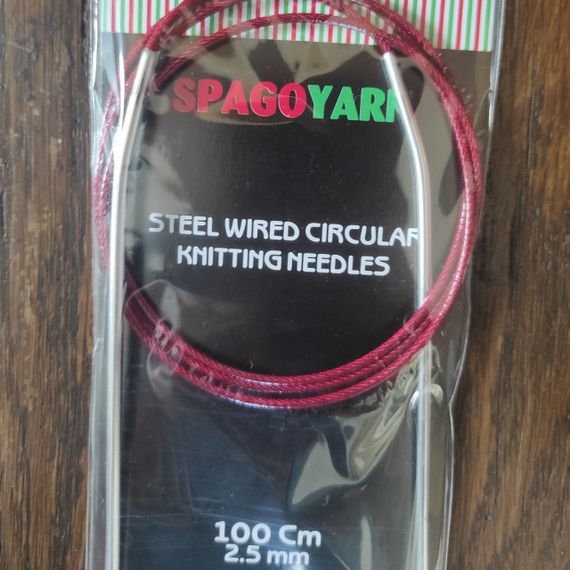 SPAGOYARN
STEEL WIRED CIRCULAR
KNITTING NEEDLES
100 Cm
2.5 mm